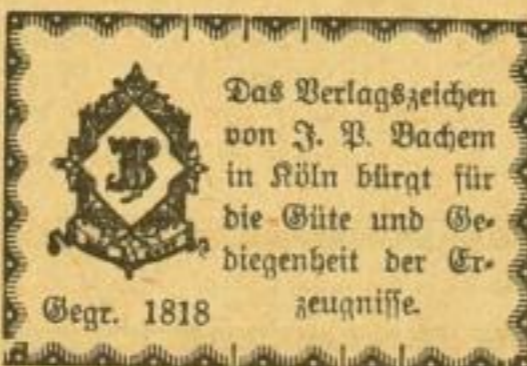 Das Verlagszeichen
von J. P. Bachem
in Köln bürgt für
die Güte und Ge-
diegenheit der Er-
zeugnisse.
Gegr. 1818